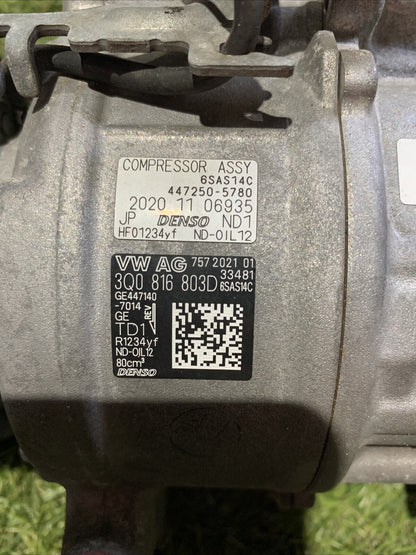 COMPRESSOR ASSY
6SAS14C
447250-5780
2020 11 06935
JP DENSO ND1
HF01234yf ND-OIL12
VW AG 757 2021 01
33481
3Q0 816 803D 6SAS14C
GE447140
-7014
GE REV
TD1
R1234yf
ND-OIL12
80cm³
DENSO